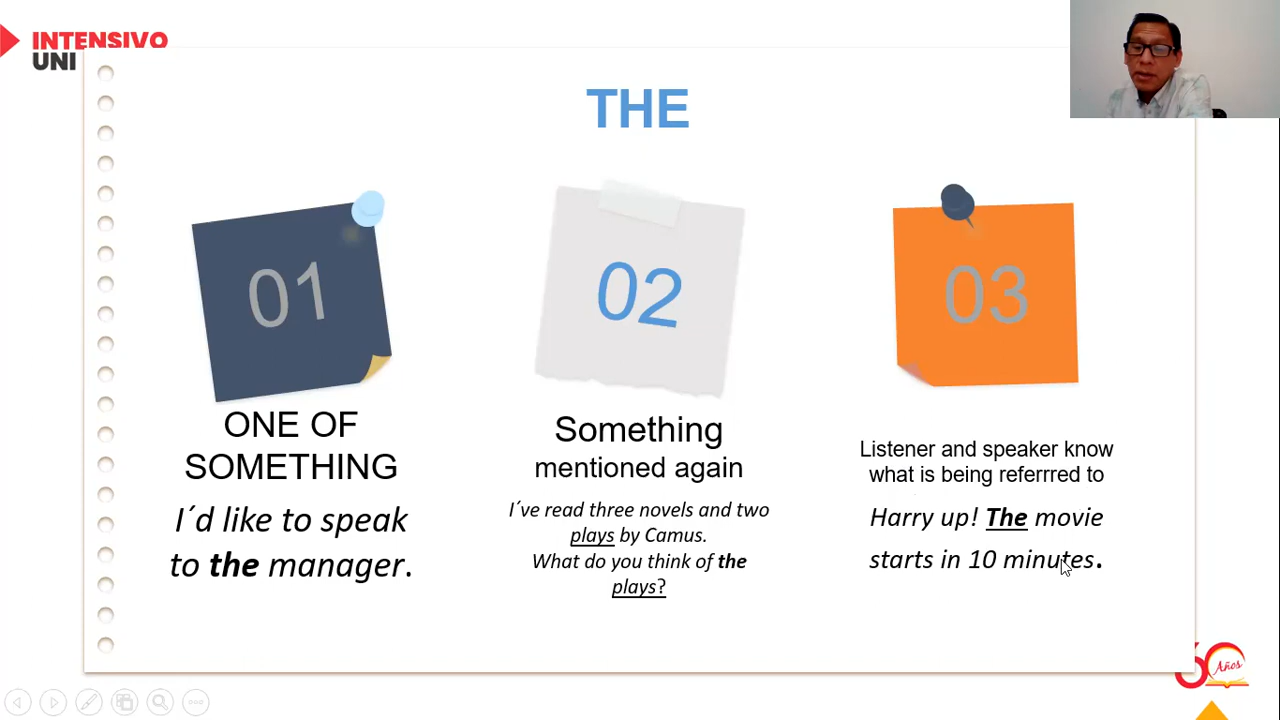 INTENSIVO
UNI
THE
01
02
03
ONE OF
SOMETHING
I´d like to speak
to the manager.
Something
mentioned again
I´ve read three novels and two
plays by Camus.
What do you think of the
plays?
Listener and speaker know
what is being referrred to
Harry up! The movie
starts in 10 minutes.
60
Años